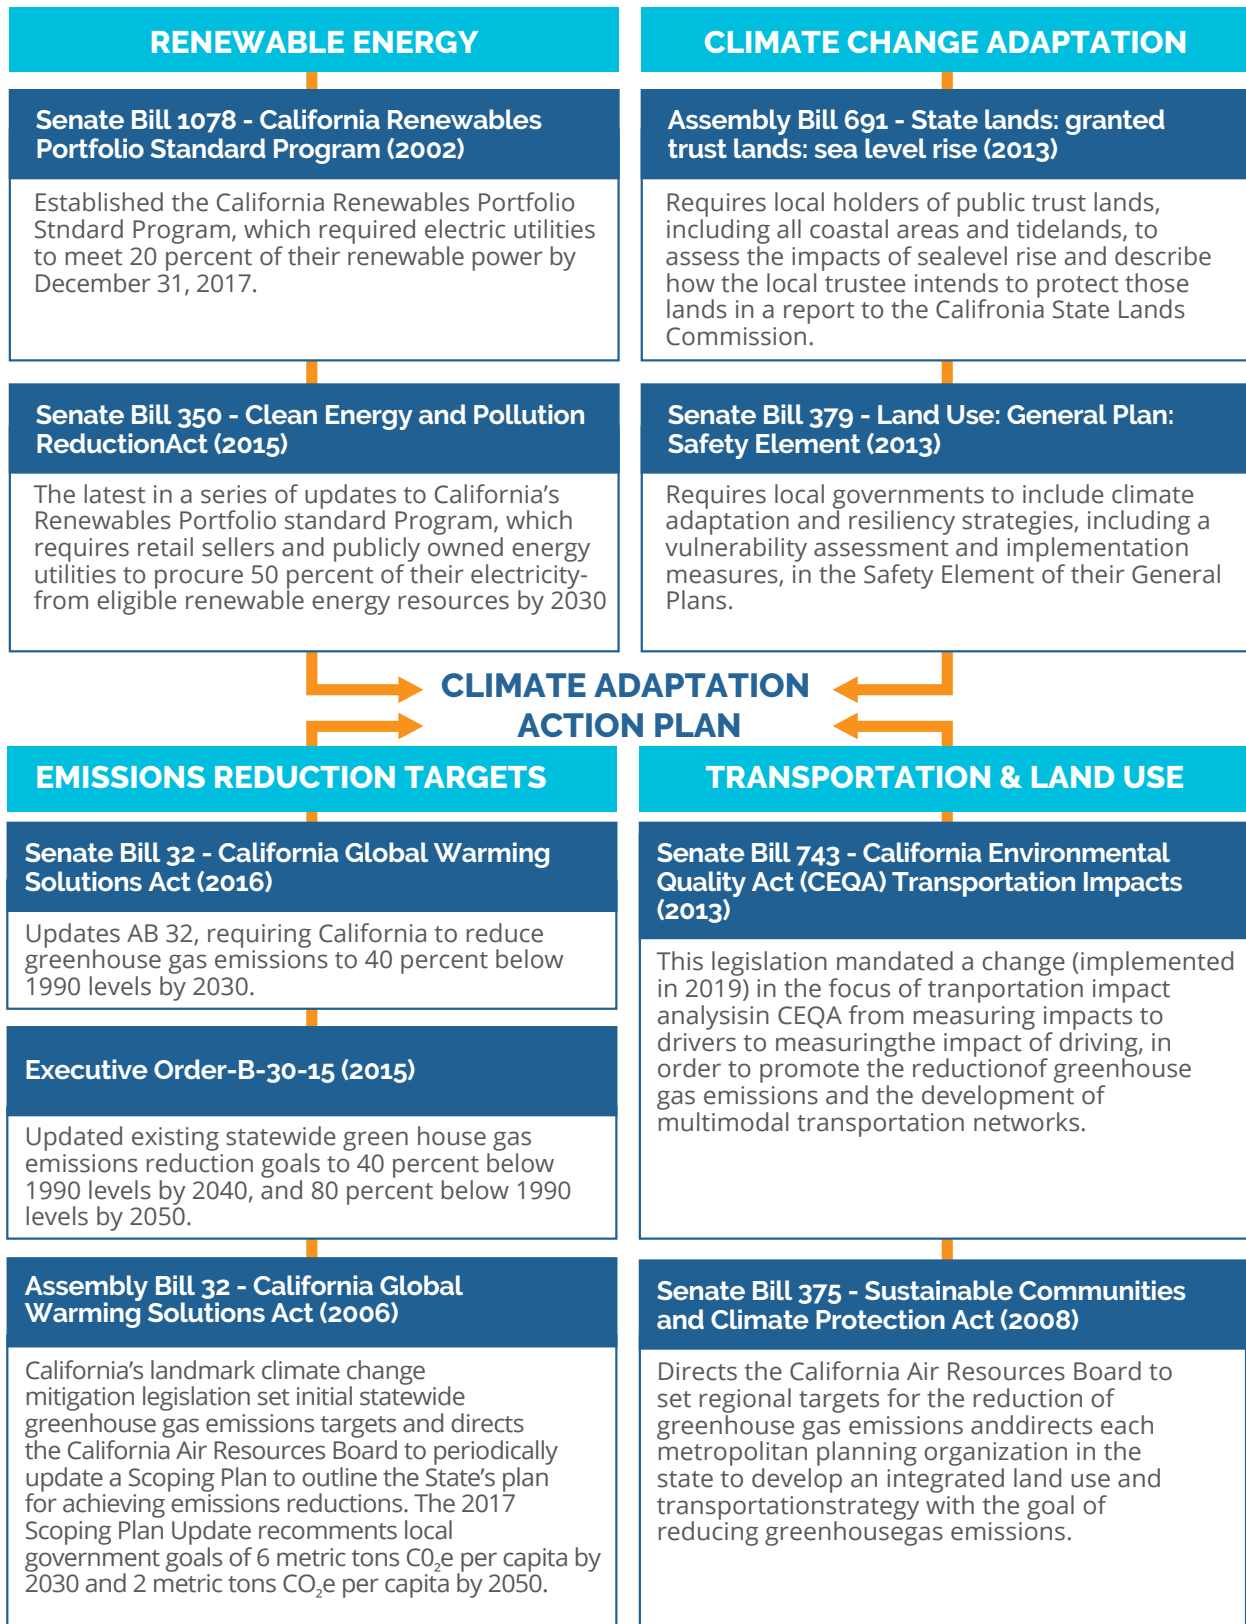 RENEWABLE ENERGY
Senate Bill 1078 - California Renewables
Portfolio Standard Program (2002)
Established the California Renewables Portfolio
Stndard Program, which required electric utilities
to meet 20 percent of their renewable power by
December 31, 2017.
Senate Bill 350 - Clean Energy and Pollution
ReductionAct (2015)
The latest in a series of updates to California's
Renewables Portfolio standard Program, which
requires retail sellers and publicly owned energy
utilities to procure 50 percent of their electricity-
from eligible renewable energy resources by 2030
CLIMATE CHANGE ADAPTATION
Assembly Bill 691 - State lands: granted
trust lands: sea level rise (2013)
Requires local holders of public trust lands,
including all coastal areas and tidelands, to
assess the impacts of sealevel rise and describe
how the local trustee intends to protect those
lands in a report to the Califronia State Lands
Commission.
Senate Bill 379 - Land Use: General Plan:
Safety Element (2013)
Requires local governments to include climate
adaptation and resiliency strategies, including a
vulnerability assessment and implementation
measures, in the Safety Element of their General
Plans.
CLIMATE ADAPTATION
ACTION PLAN
EMISSIONS REDUCTION TARGETS
Senate Bill 32 - California Global Warming
Solutions Act (2016)
Updates AB 32, requiring California to reduce
greenhouse gas emissions to 40 percent below
1990 levels by 2030.
Executive Order-B-30-15 (2015)
Updated existing statewide green house gas
emissions reduction goals to 40 percent below
1990 levels by 2040, and 80 percent below 1990
levels by 2050.
Assembly Bill 32 - California Global
Warming Solutions Act (2006)
California's landmark climate change
mitigation legislation set initial statewide
greenhouse gas emissions targets and directs
the California Air Resources Board to periodically
update a Scoping Plan to outline the State's plan
for achieving emissions reductions. The 2017
Scoping Plan Update recomments local
government goals of 6 metric tons C0₂e per capita by
2030 and 2 metric tons CO₂e per capita by 2050.
TRANSPORTATION & LAND USE
Senate Bill 743 - California Environmental
Quality Act (CEQA) Transportation Impacts
(2013)
This legislation mandated a change (implemented
in 2019) in the focus of tranportation impact
analysisin CEQA from measuring impacts to
drivers to measuringthe impact of driving, in
order to promote the reductionof greenhouse
gas emissions and the development of
multimodal transportation networks.
Senate Bill 375 - Sustainable Communities
and Climate Protection Act (2008)
Directs the California Air Resources Board to
set regional targets for the reduction of
greenhouse gas emissions anddirects each
metropolitan planning organization in the
state to develop an integrated land use and
transportationstrategy with the goal of
reducing greenhousegas emissions.